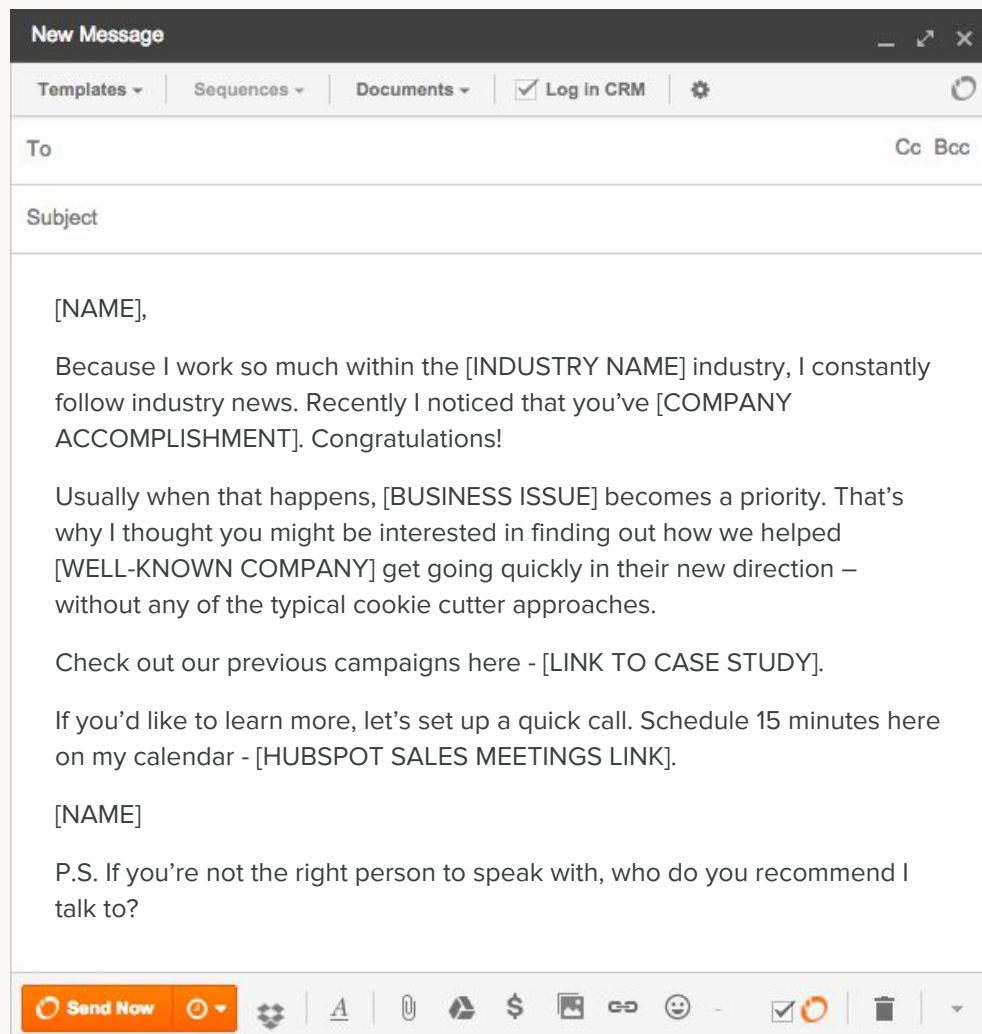 New Message
Templates
Sequences
Documents
Log in CRM
To
Cc Bcc
Subject
[NAME],
Because I work so much within the [INDUSTRY NAME] industry, I constantly
follow industry news. Recently I noticed that you’ve [COMPANY
ACCOMPLISHMENT]. Congratulations!
Usually when that happens, [BUSINESS ISSUE] becomes a priority. That’s
why I thought you might be interested in finding out how we helped
[WELL-KNOWN COMPANY] get going quickly in their new direction –
without any of the typical cookie cutter approaches.
Check out our previous campaigns here - [LINK TO CASE STUDY].
If you’d like to learn more, let’s set up a quick call. Schedule 15 minutes here
on my calendar - [HUBSPOT SALES MEETINGS LINK].
[NAME]
P.S. If you’re not the right person to speak with, who do you recommend I
talk to?
Send Now